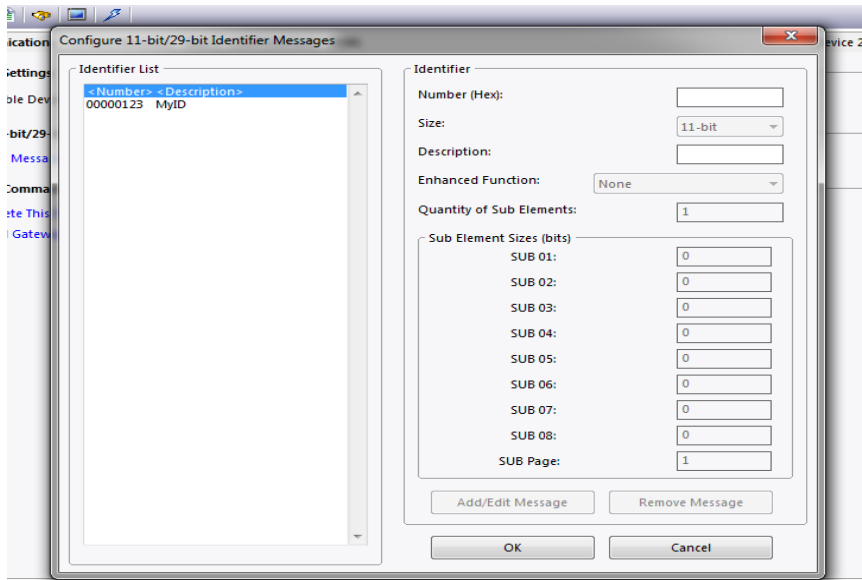 ication
Configure 11-bit/29-bit Identifier Messages
evice 2
Settings
ble Dev
-bit/29-
Messa
Comma
ete This
Gatew
Identifier List
<Number> <Description>
00000123 MyID
Identifier
Number (Hex):
Size:
11-bit
Description:
Enhanced Function:
None
Quantity of Sub Elements:
1
Sub Element Sizes (bits)
SUB 01:
0
SUB 02:
0
SUB 03:
0
SUB 04:
0
SUB 05:
0
SUB 06:
0
SUB 07:
0
SUB 08:
0
SUB Page:
1
Add/Edit Message
Remove Message
OK
Cancel